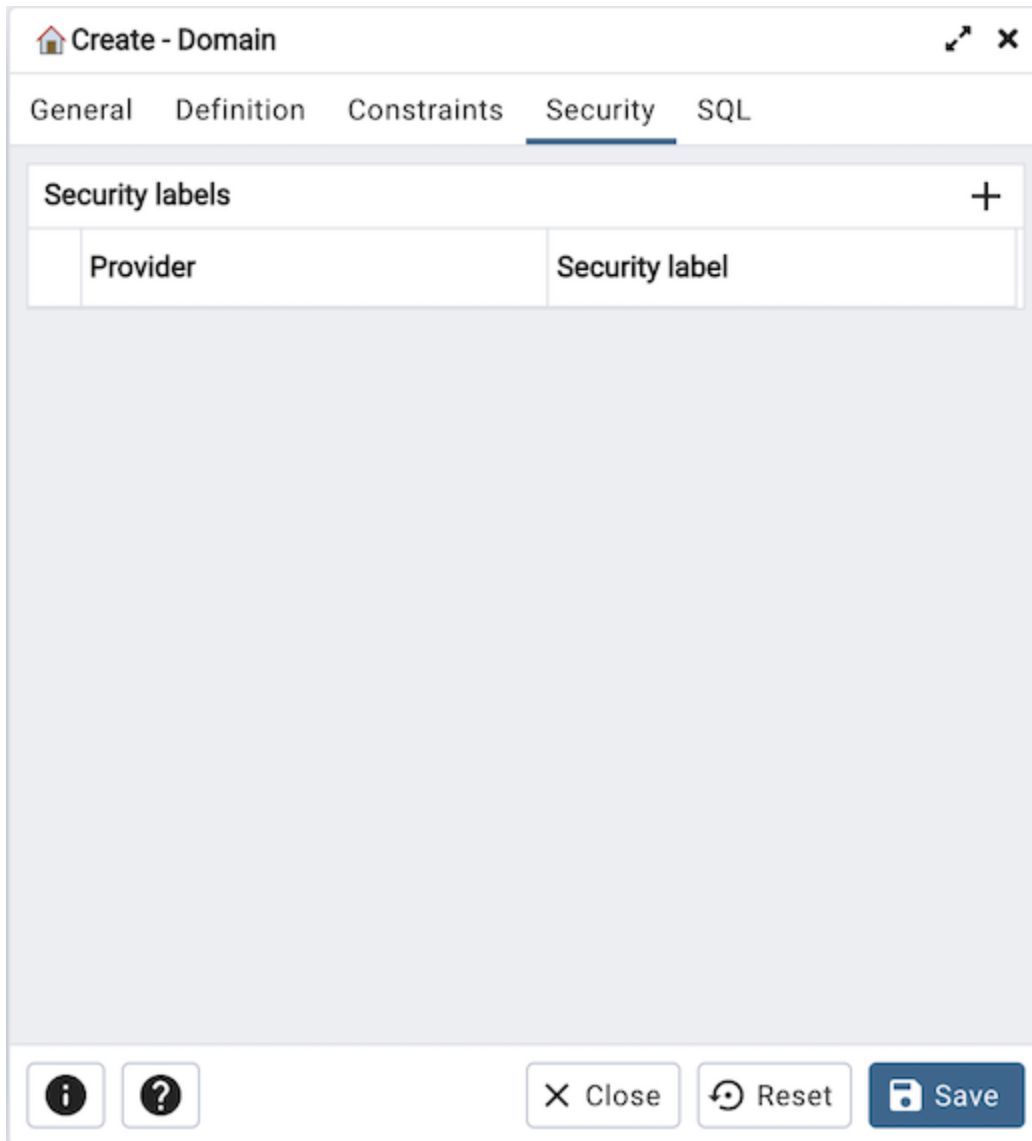 Create - Domain
General Definition Constraints Security SQL
Security labels
Provider Security label
Close Reset Save